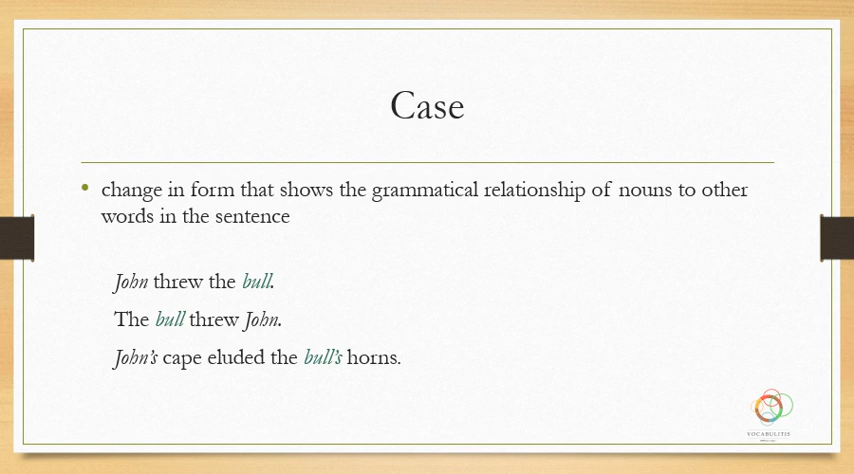 Case
• change in form that shows the grammatical relationship of nouns to other
words in the sentence
John threw the bull.
The bull threw John.
John's cape eluded the bull's horns.
VOCABULITIS